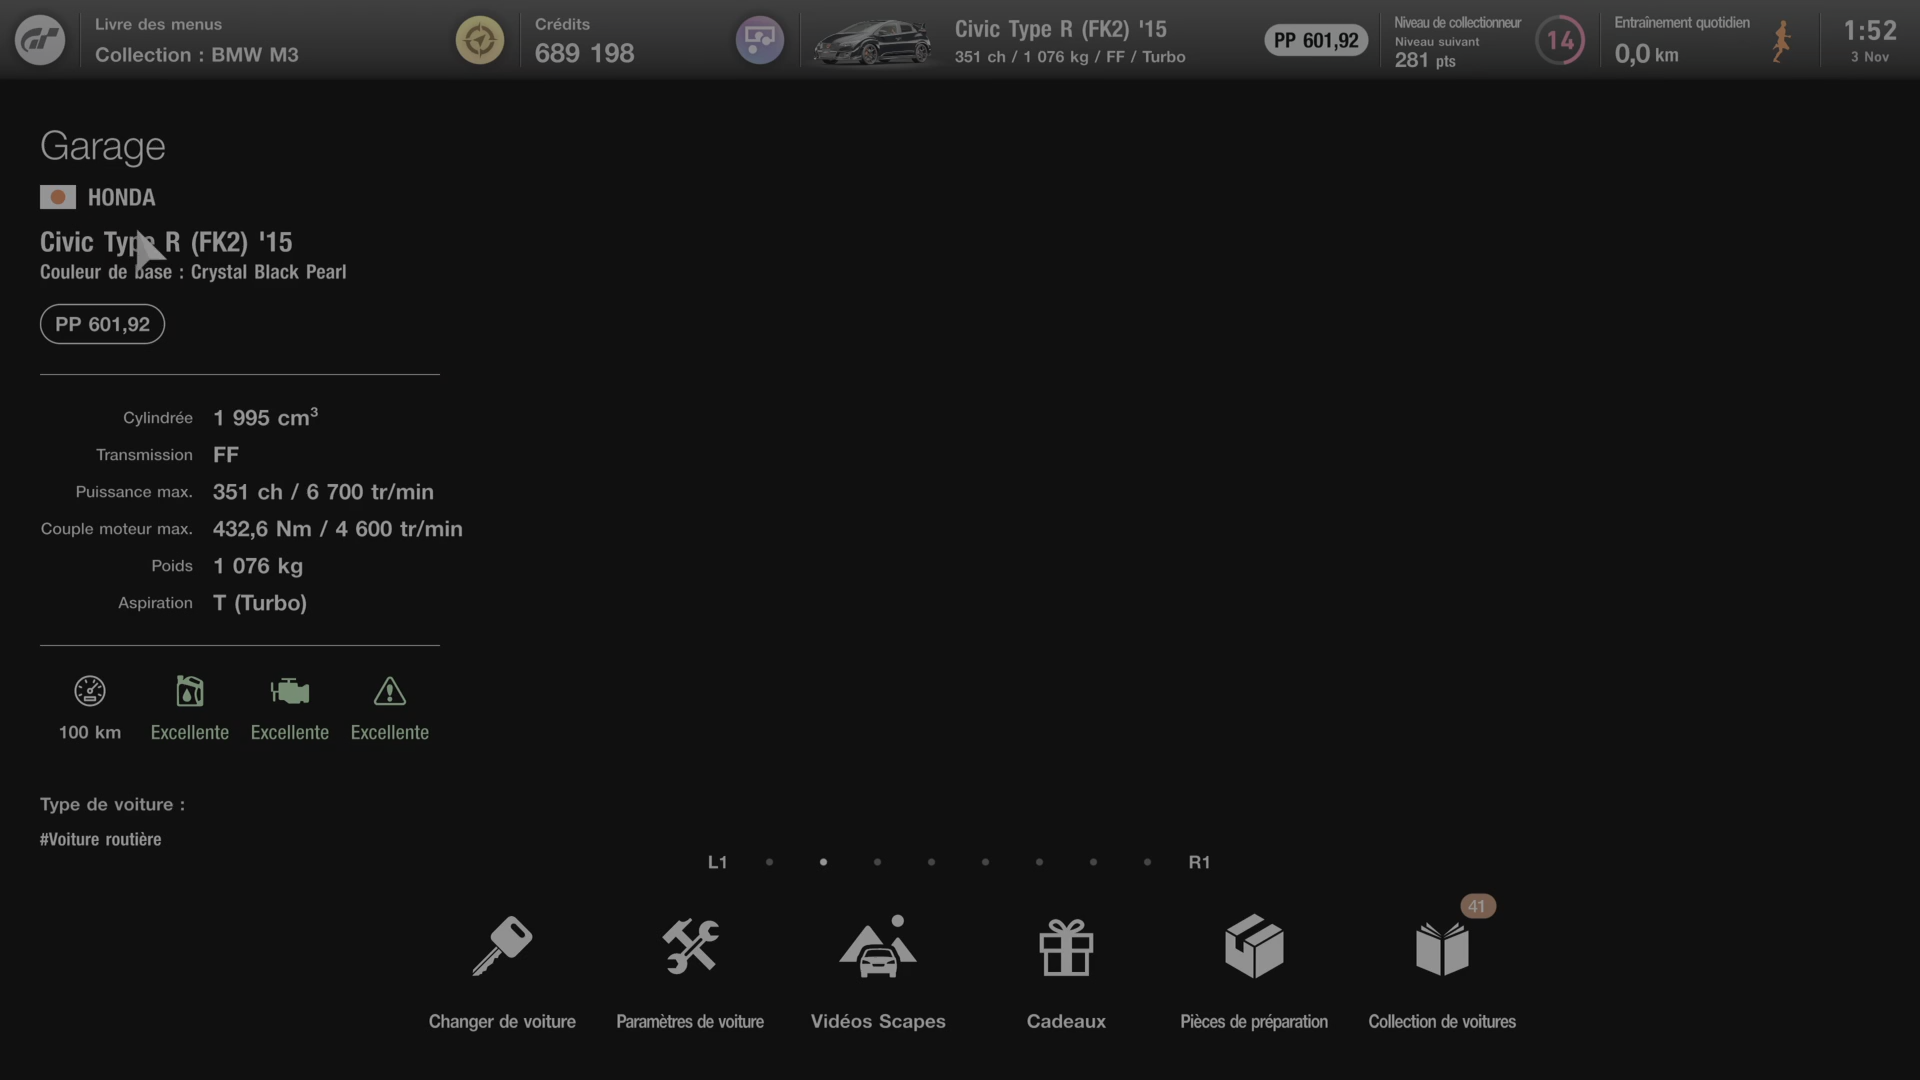 Livre des menus
Collection : BMW M3
Crédits
689 198
Civic Type R (FK2) '15
351 ch / 1 076 kg / FF / Turbo
PP 601,92
Niveau de collectionneur
Niveau suivant
281 pts
14
Entraînement quotidien
0,0 km
1:52
3 Nov
Garage
HONDA
Civic Type R (FK2) '15
Couleur de base : Crystal Black Pearl
PP 601,92
Cylindrée 1 995 cm³
Transmission FF
Puissance max. 351 ch / 6 700 tr/min
Couple moteur max. 432,6 Nm / 4 600 tr/min
Poids 1 076 kg
Aspiration T (Turbo)
100 km Excellente Excellente Excellente
Type de voiture :
#Voiture routière
L1 R1
41
Changer de voiture Paramètres de voiture Vidéos Scapes Cadeaux Pièces de préparation Collection de voitures